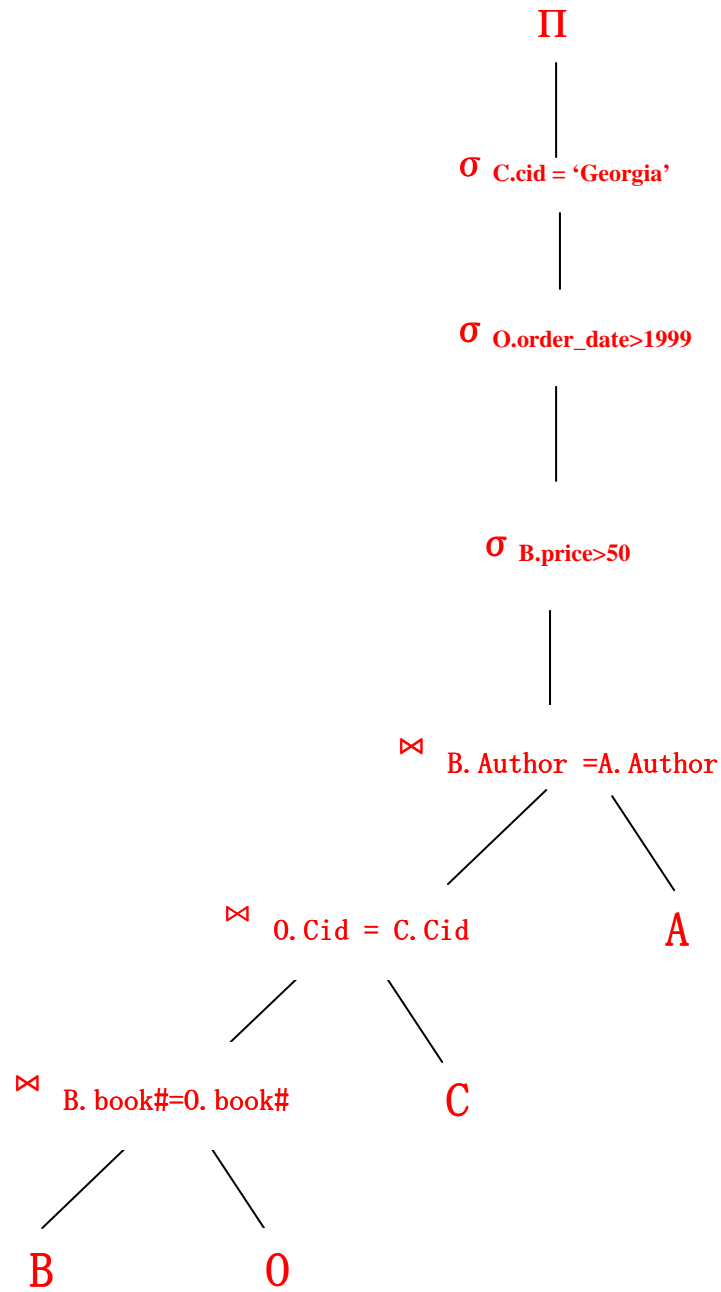 Π
σ C.cid = ‘Georgia’
σ O.order_date>1999
σ B.price>50
⋈ B.Author =A.Author
⋈ O.Cid = C.Cid
A
⋈ B.book#=O.book#
C
B O